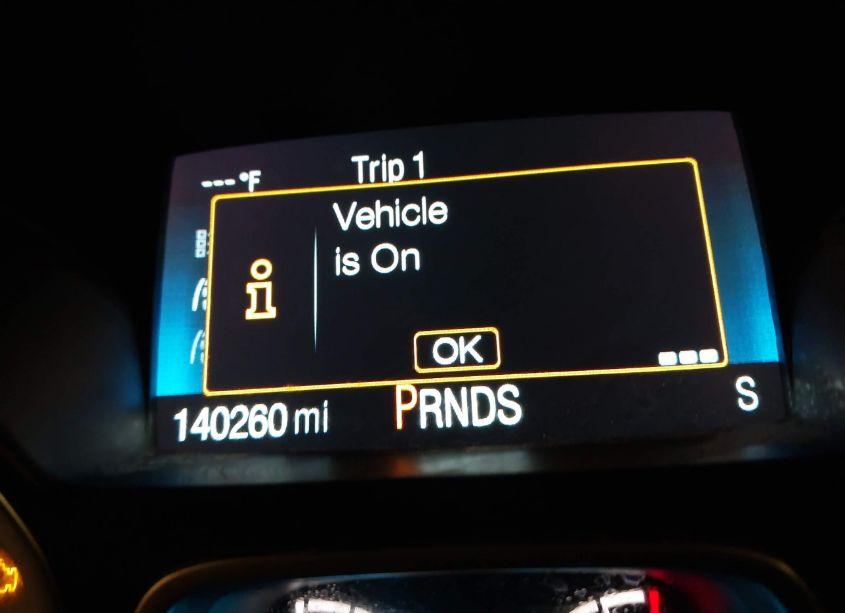 ---°F Trip 1
Vehicle
is On
OK
140260 mi PRNDS S